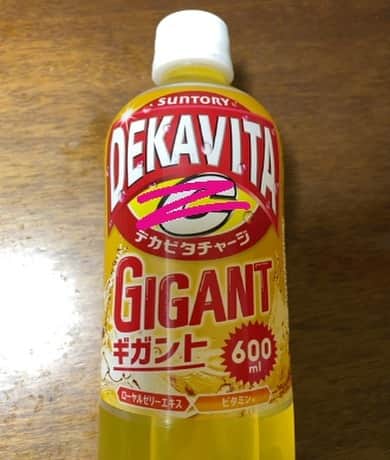 SUNTORY
DEKAVITA
デカビタチャージ
GIGANT
ギガント
600
ml
ローヤルゼリーエキス
ビタミン